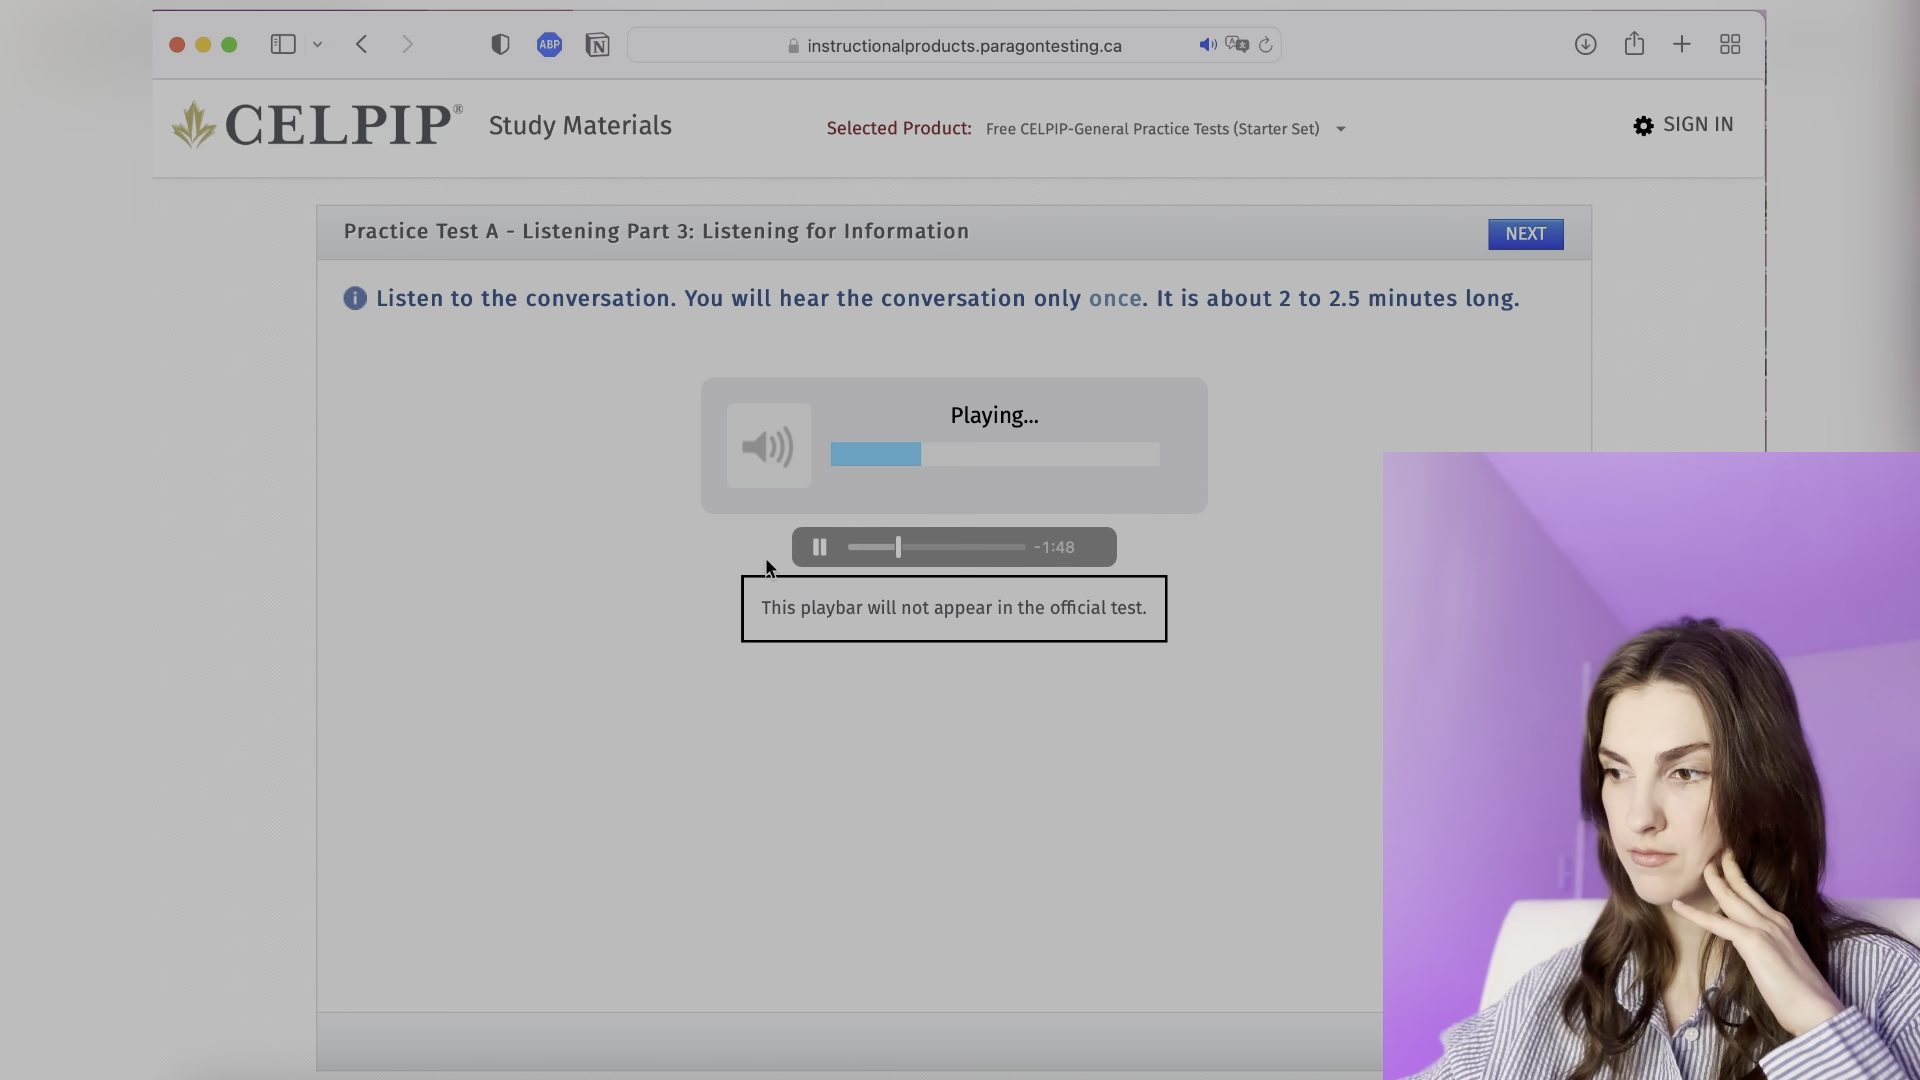 ABP
instructionalproducts.paragontesting.ca
CELPIP® Study Materials
Selected Product: Free CELPIP-General Practice Tests (Starter Set)
SIGN IN
Practice Test A - Listening Part 3: Listening for Information
NEXT
Listen to the conversation. You will hear the conversation only once. It is about 2 to 2.5 minutes long.
Playing...
-1:48
This playbar will not appear in the official test.